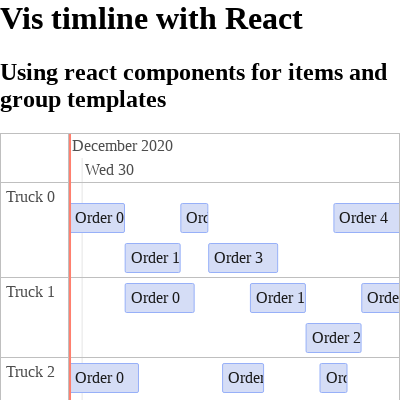 Vis timline with React
Using react components for items and
group templates
December 2020
Wed 30
Truck 0
Order 0
Order 4
Order 1
Order 3
Truck 1
Order 0
Order 1
Orde
Order 2
Truck 2
Order 0
Order